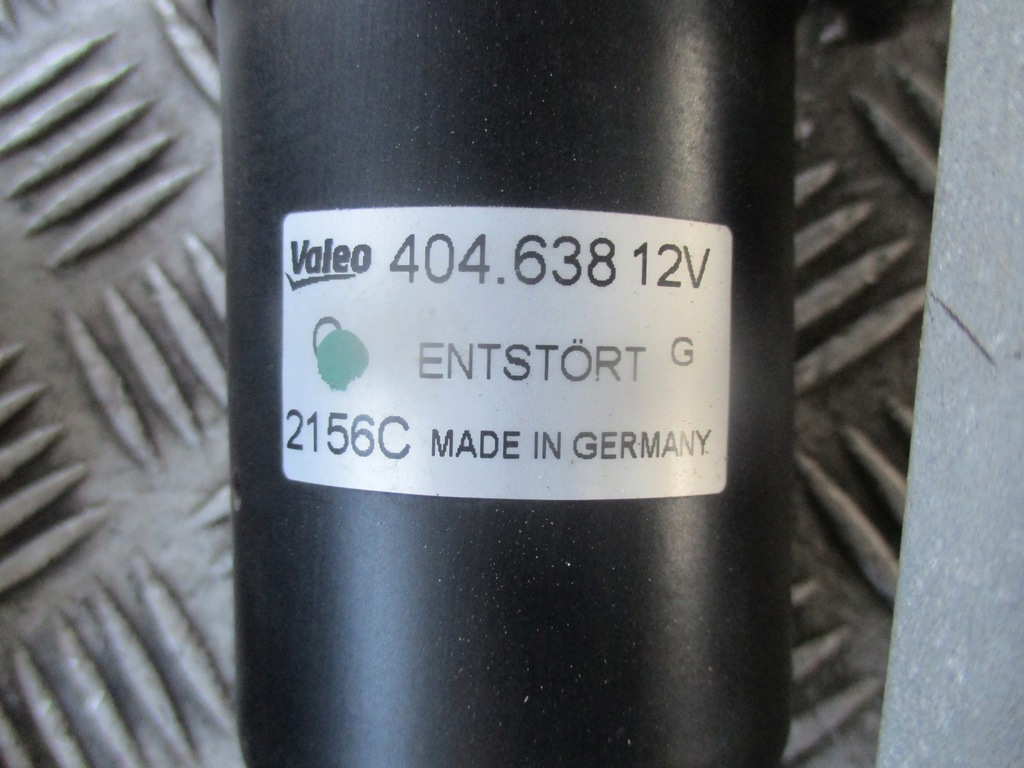 Valeo 404.638 12V
ENTSTÖRT G
2156C MADE IN GERMANY